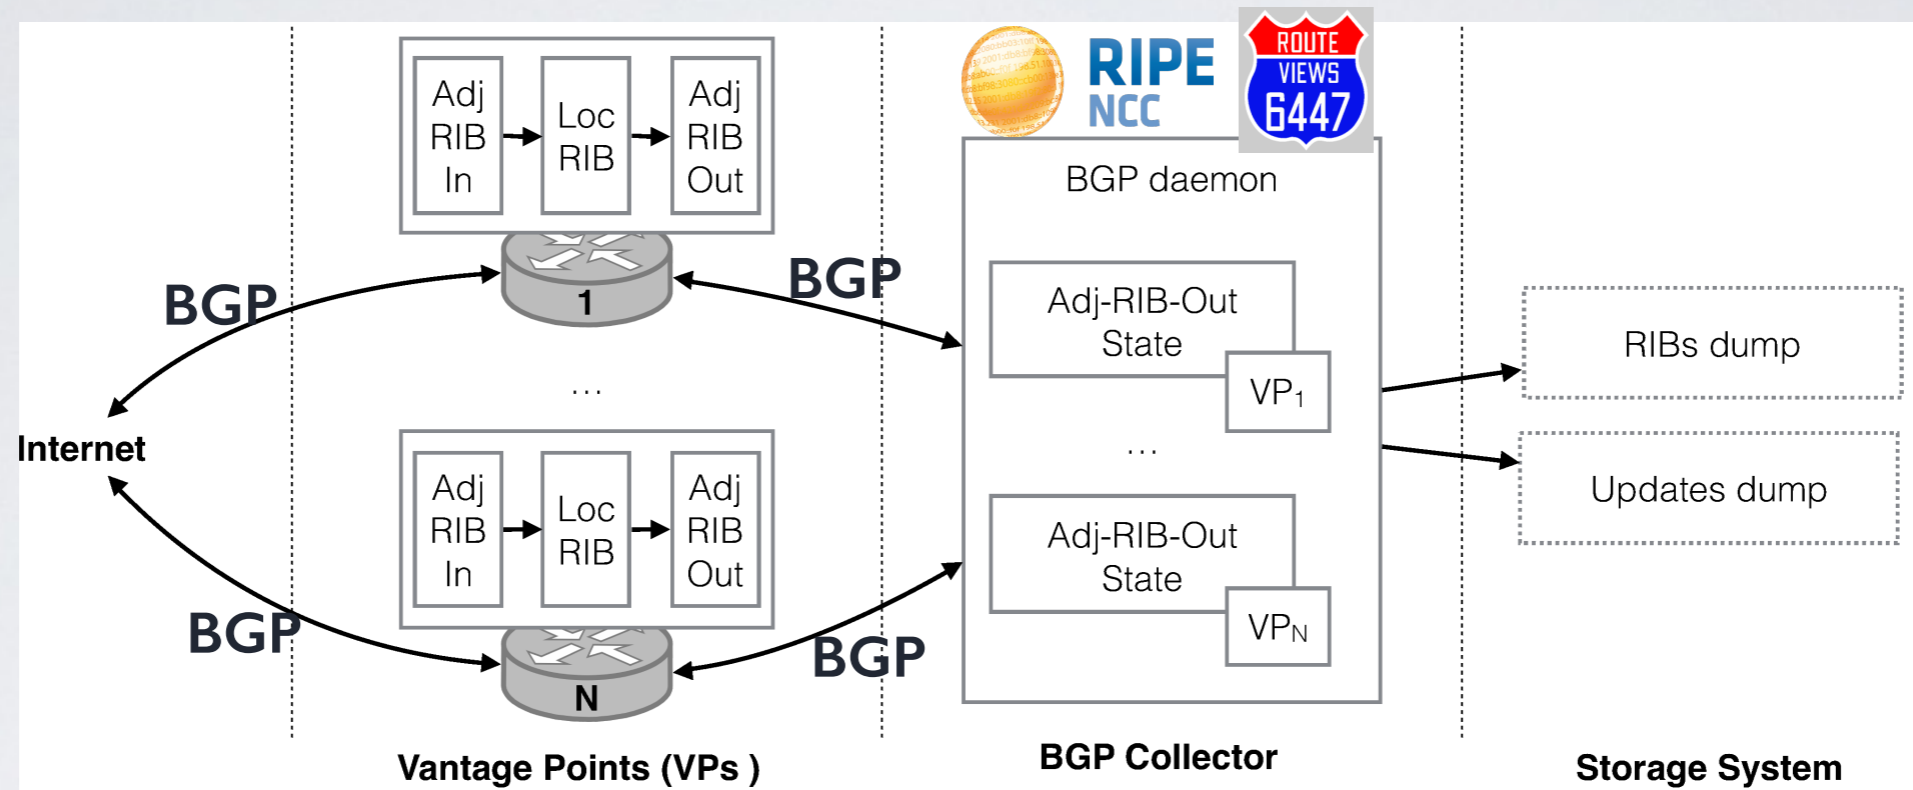 Adj
RIB
In
Loc
RIB
Adj
RIB
Out
1
BGP
BGP
...
Internet
Adj
RIB
In
Loc
RIB
Adj
RIB
Out
N
BGP
BGP
Vantage Points (VPs )
RIPE
NCC
ROUTE
VIEWS
6447
BGP daemon
Adj-RIB-Out
State
VP₁
...
Adj-RIB-Out
State
VPN
BGP Collector
RIBs dump
Updates dump
Storage System